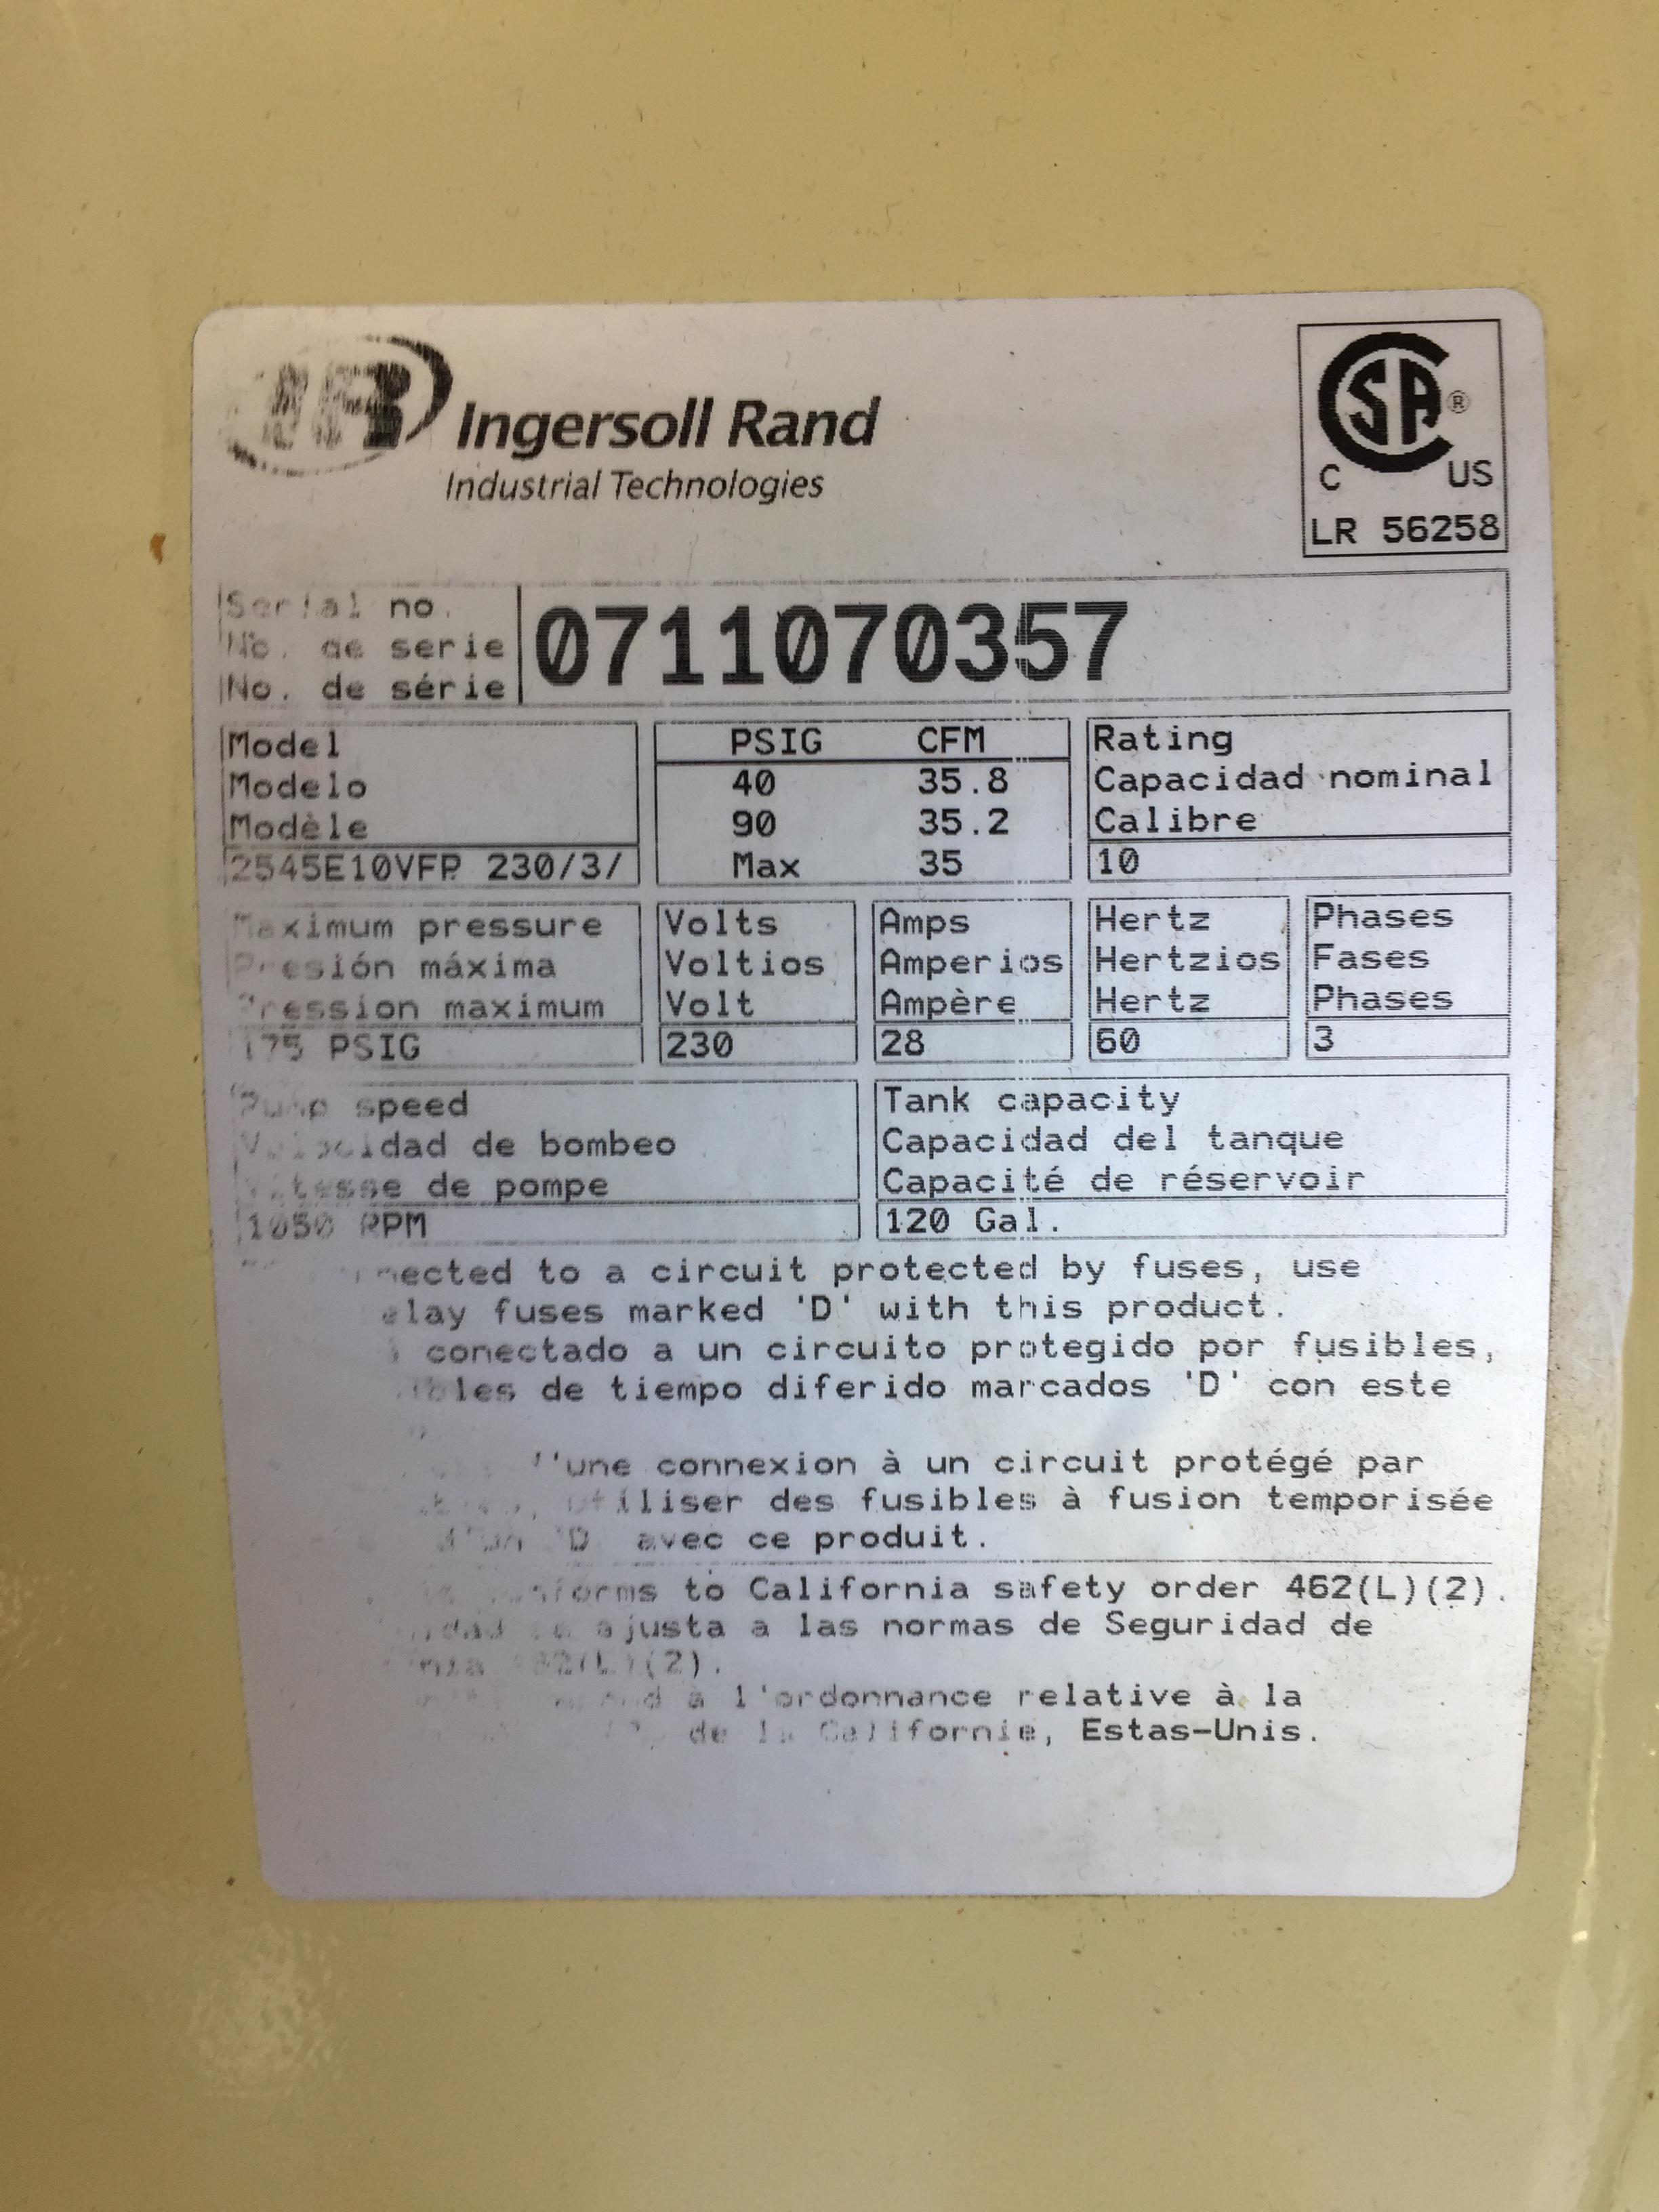 IR Ingersoll Rand
Industrial Technologies
CSA ®
C US
LR 56258
Serial no.
No. de serie
No. de série
0711070357
Model
Modelo
Modèle
2545E10VFP 230/3/
PSIG CFM
40 35.8
90 35.2
Max 35
Rating
Capacidad nominal
Calibre
10
Maximum pressure
Presión máxima
Pression maximum
175 PSIG
Volts
Voltios
Volt
230
Amps
Amperios
Ampère
28
Hertz
Hertzios
Hertz
60
Phases
Fases
Phases
3
Pump speed
Velocidad de bombeo
Vitesse de pompe
1050 RPM
Tank capacity
Capacidad del tanque
Capacité de réservoir
120 Gal.
to a circuit protected by fuses, use
fuses marked 'D' with this product.
conectado a un circuito protegido por fusibles,
de tiempo diferido marcados 'D' con este
d'une connexion à un circuit protégé par
utiliser des fusibles à fusion temporisée
'D' avec ce produit.
conforms to California safety order 462(L)(2).
ajusta a las normas de Seguridad de
462(L)(2).
à l'ordonnance relative à la
de la Californie, Estas-Unis.